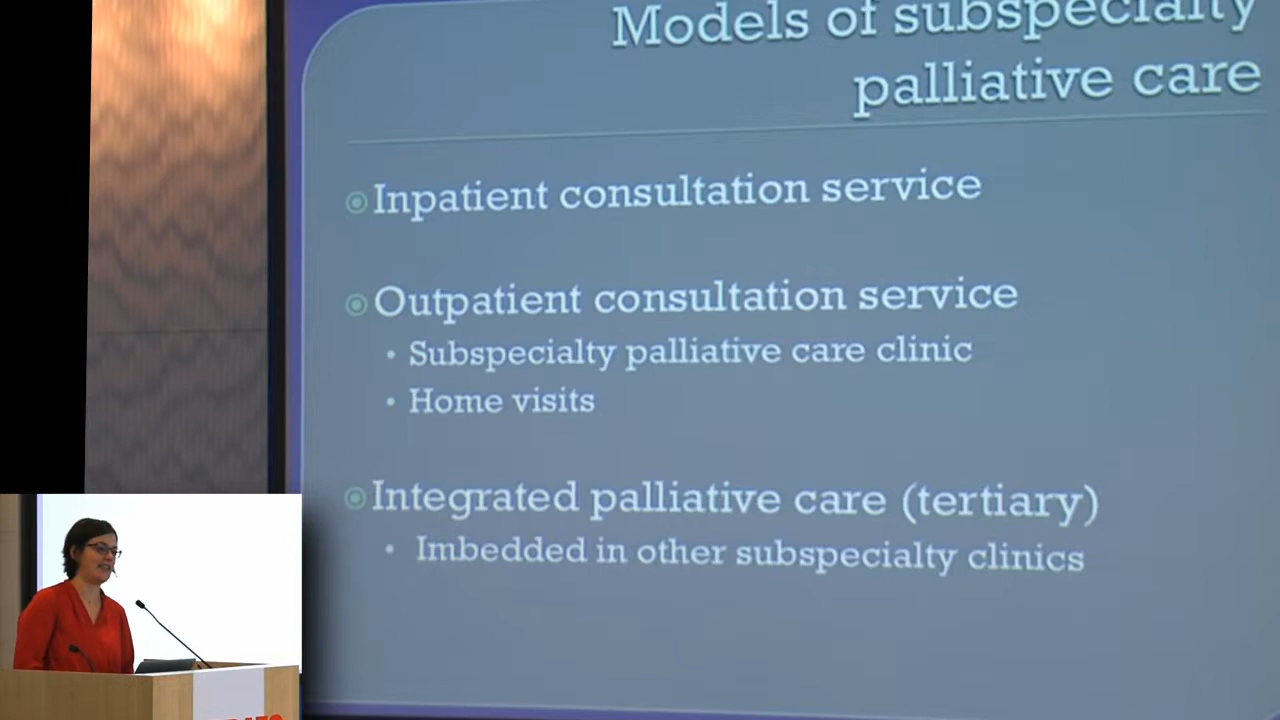 Models of subspecialty
palliative care
Inpatient consultation service
Outpatient consultation service
Subspecialty palliative care clinic
Home visits
Integrated palliative care (tertiary)
Imbedded in other subspecialty clinics